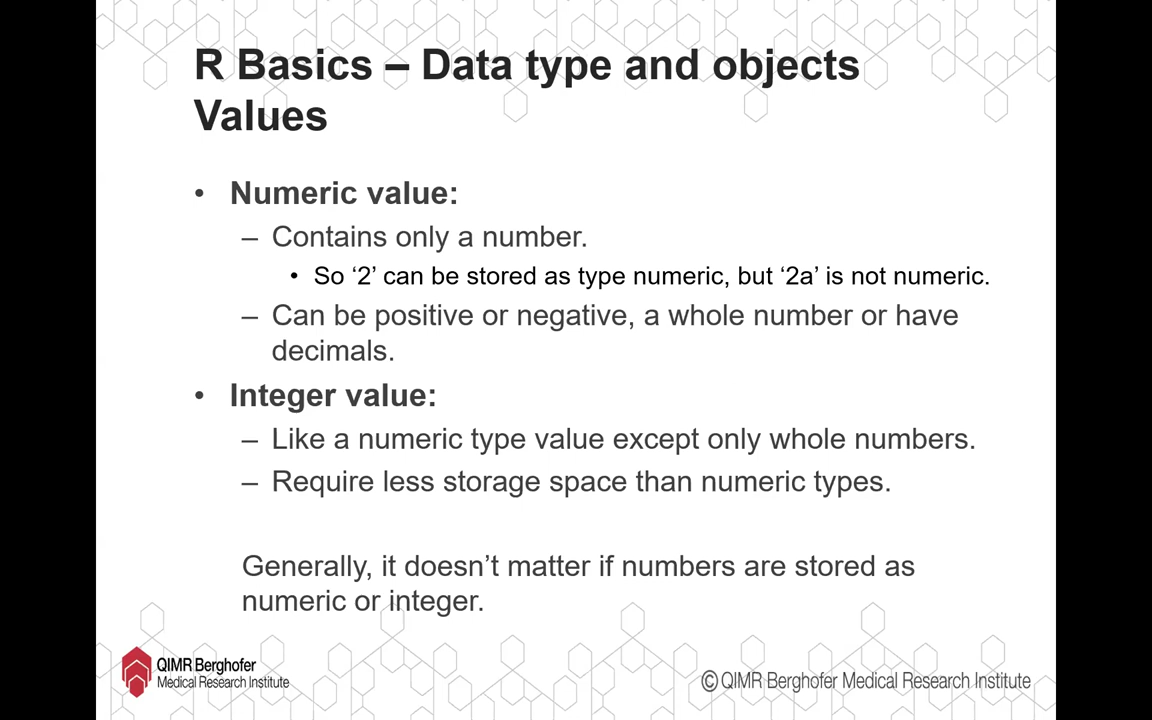 R Basics – Data type and objects
Values
• Numeric value:
– Contains only a number.
• So ‘2’ can be stored as type numeric, but ‘2a’ is not numeric.
– Can be positive or negative, a whole number or have
decimals.
• Integer value:
– Like a numeric type value except only whole numbers.
– Require less storage space than numeric types.
Generally, it doesn’t matter if numbers are stored as
numeric or integer.
QIMR Berghofer
Medical Research Institute
© QIMR Berghofer Medical Research Institute